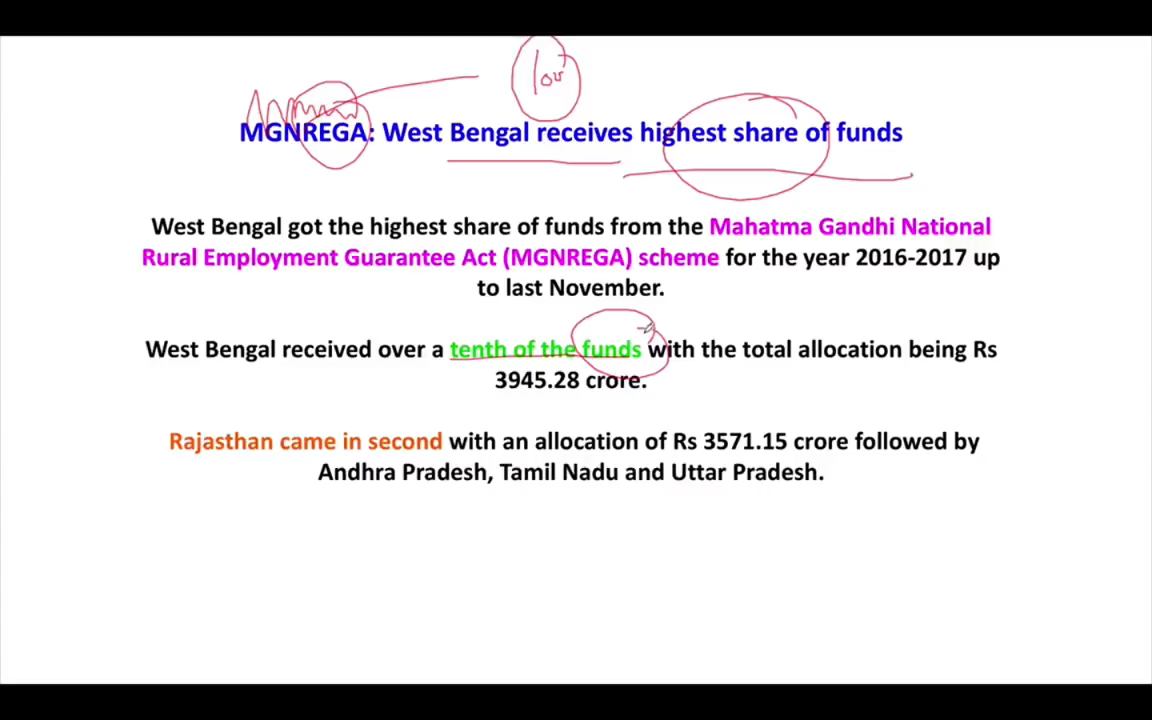 MGNREGA: West Bengal receives highest share of funds
West Bengal got the highest share of funds from the Mahatma Gandhi National
Rural Employment Guarantee Act (MGNREGA) scheme for the year 2016-2017 up
to last November.
West Bengal received over a tenth of the funds with the total allocation being Rs
3945.28 crore.
Rajasthan came in second with an allocation of Rs 3571.15 crore followed by
Andhra Pradesh, Tamil Nadu and Uttar Pradesh.